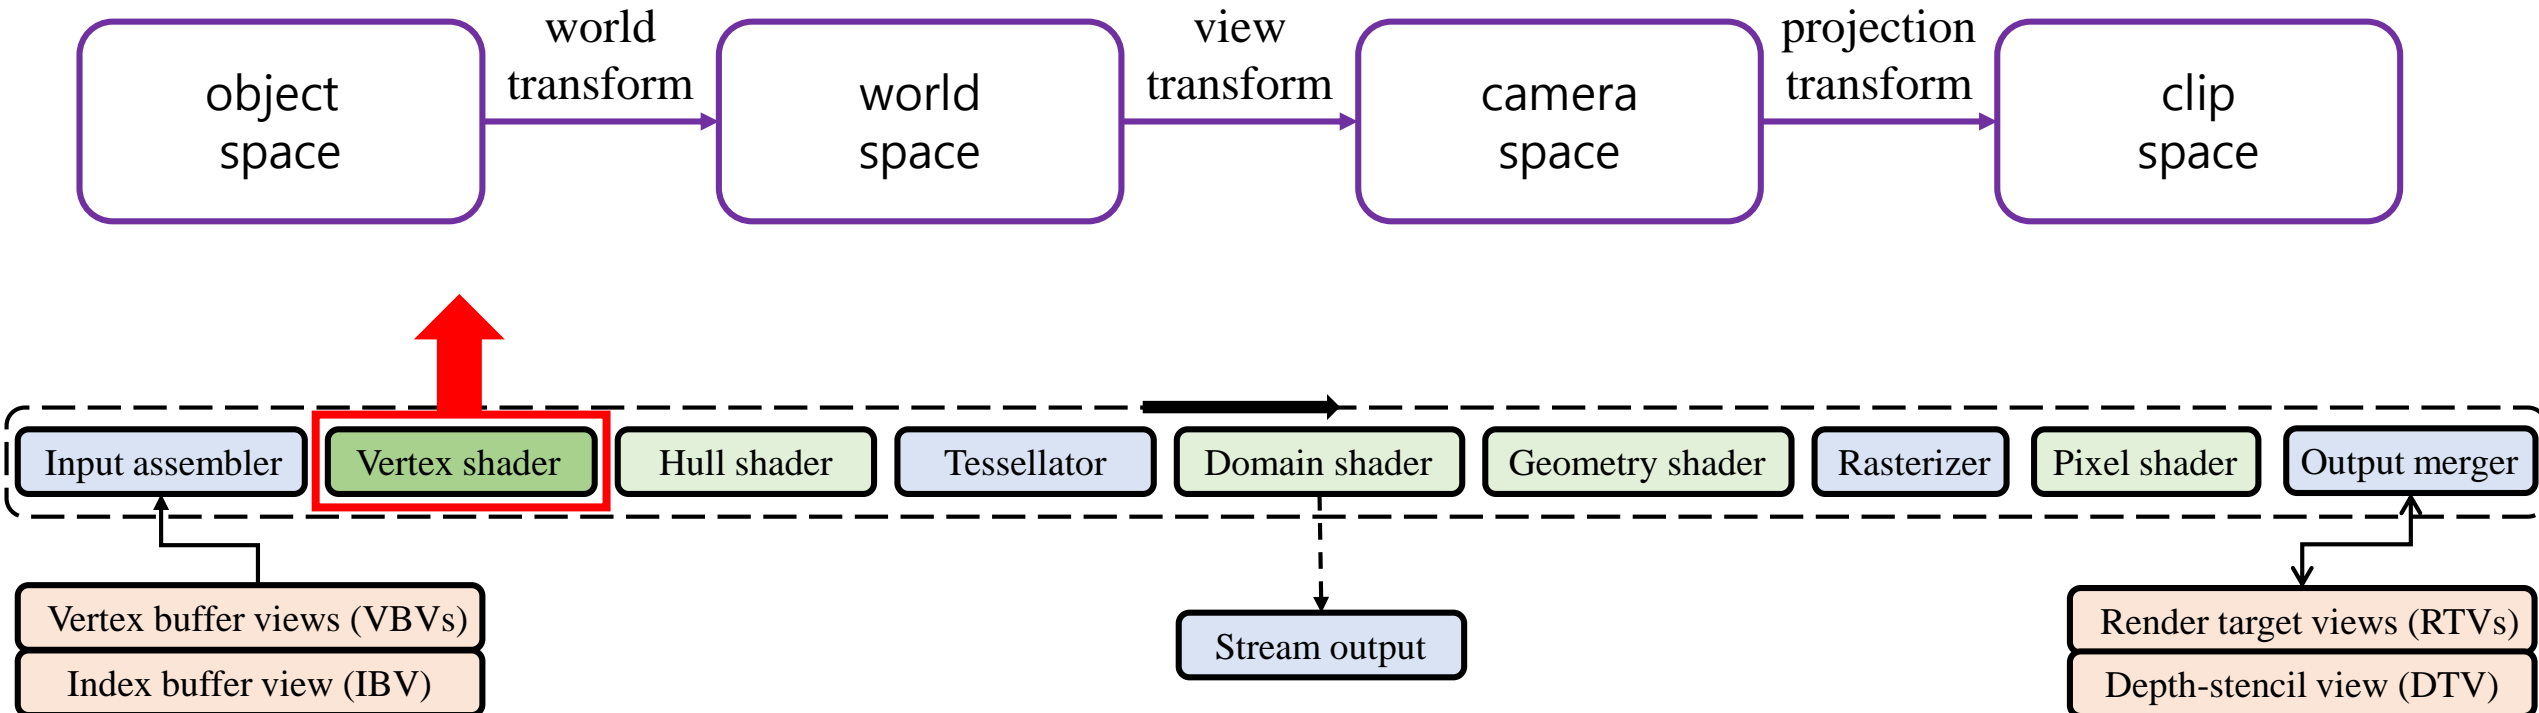 object
space
world
transform
world
space
view
transform
camera
space
projection
transform
clip
space
Input assembler
Vertex shader
Hull shader
Tessellator
Domain shader
Geometry shader
Rasterizer
Pixel shader
Output merger
Vertex buffer views (VBVs)
Index buffer view (IBV)
Stream output
Render target views (RTVs)
Depth-stencil view (DTV)